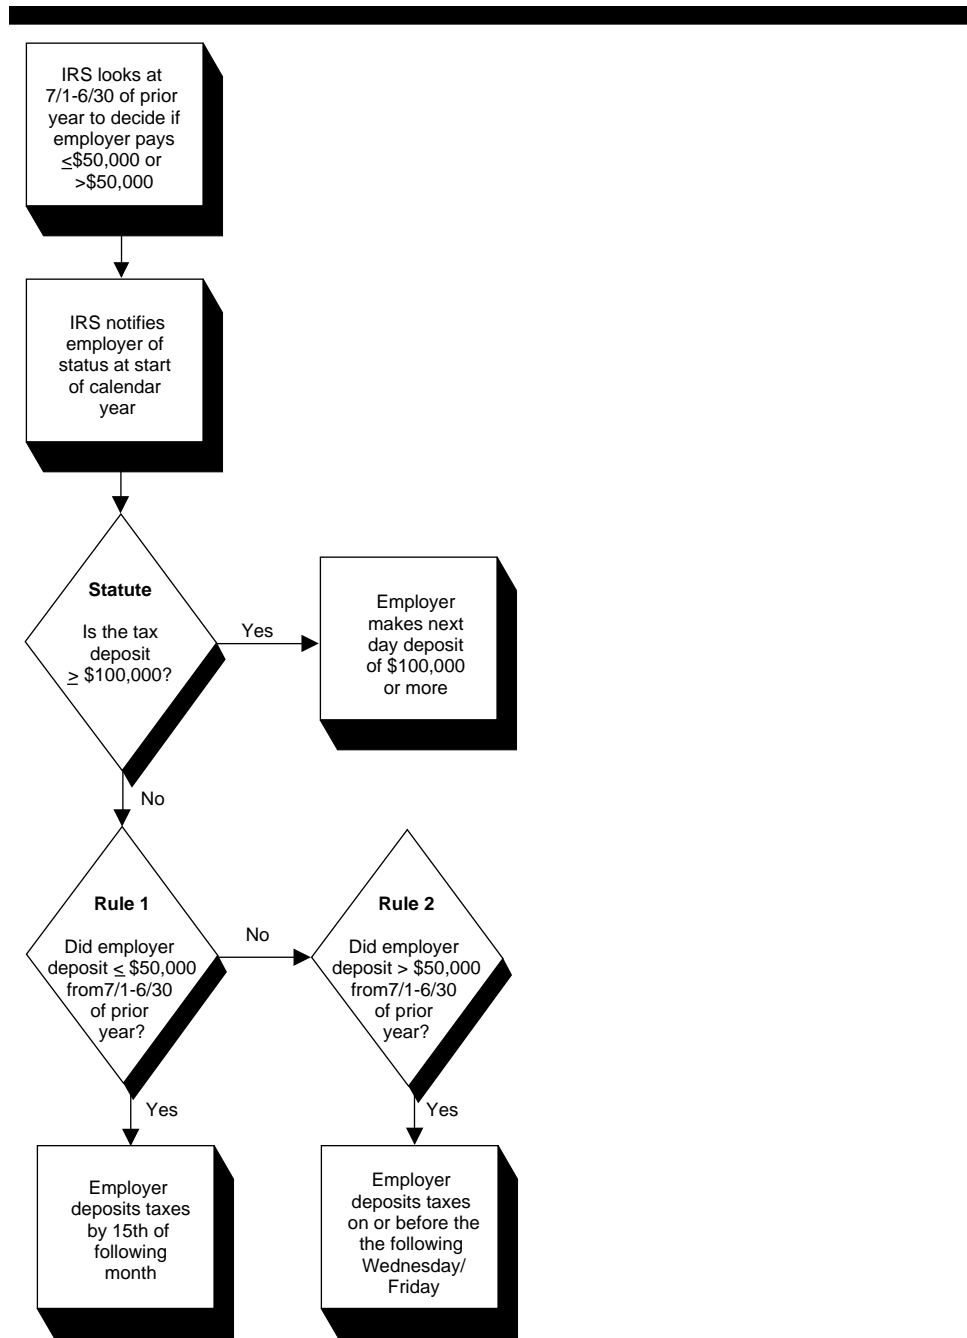 IRS looks at
7/1-6/30 of prior
year to decide if
employer pays
≤$50,000 or
>$50,000
IRS notifies
employer of
status at start
of calendar
year
Statute
Is the tax
deposit
≥ $100,000?
Yes
Employer
makes next
day deposit
of $100,000
or more
No
Rule 1
Did employer
deposit ≤ $50,000
from7/1-6/30
of prior
year?
No
Rule 2
Did employer
deposit > $50,000
from7/1-6/30
of prior
year?
Yes
Yes
Employer
deposits taxes
by 15th of
following
month
Employer
deposits taxes
on or before the
the following
Wednesday/
Friday